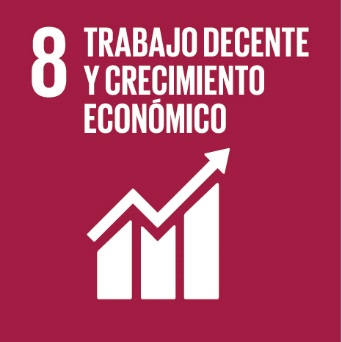 8 TRABAJO DECENTE
Y CRECIMIENTO
ECONÓMICO